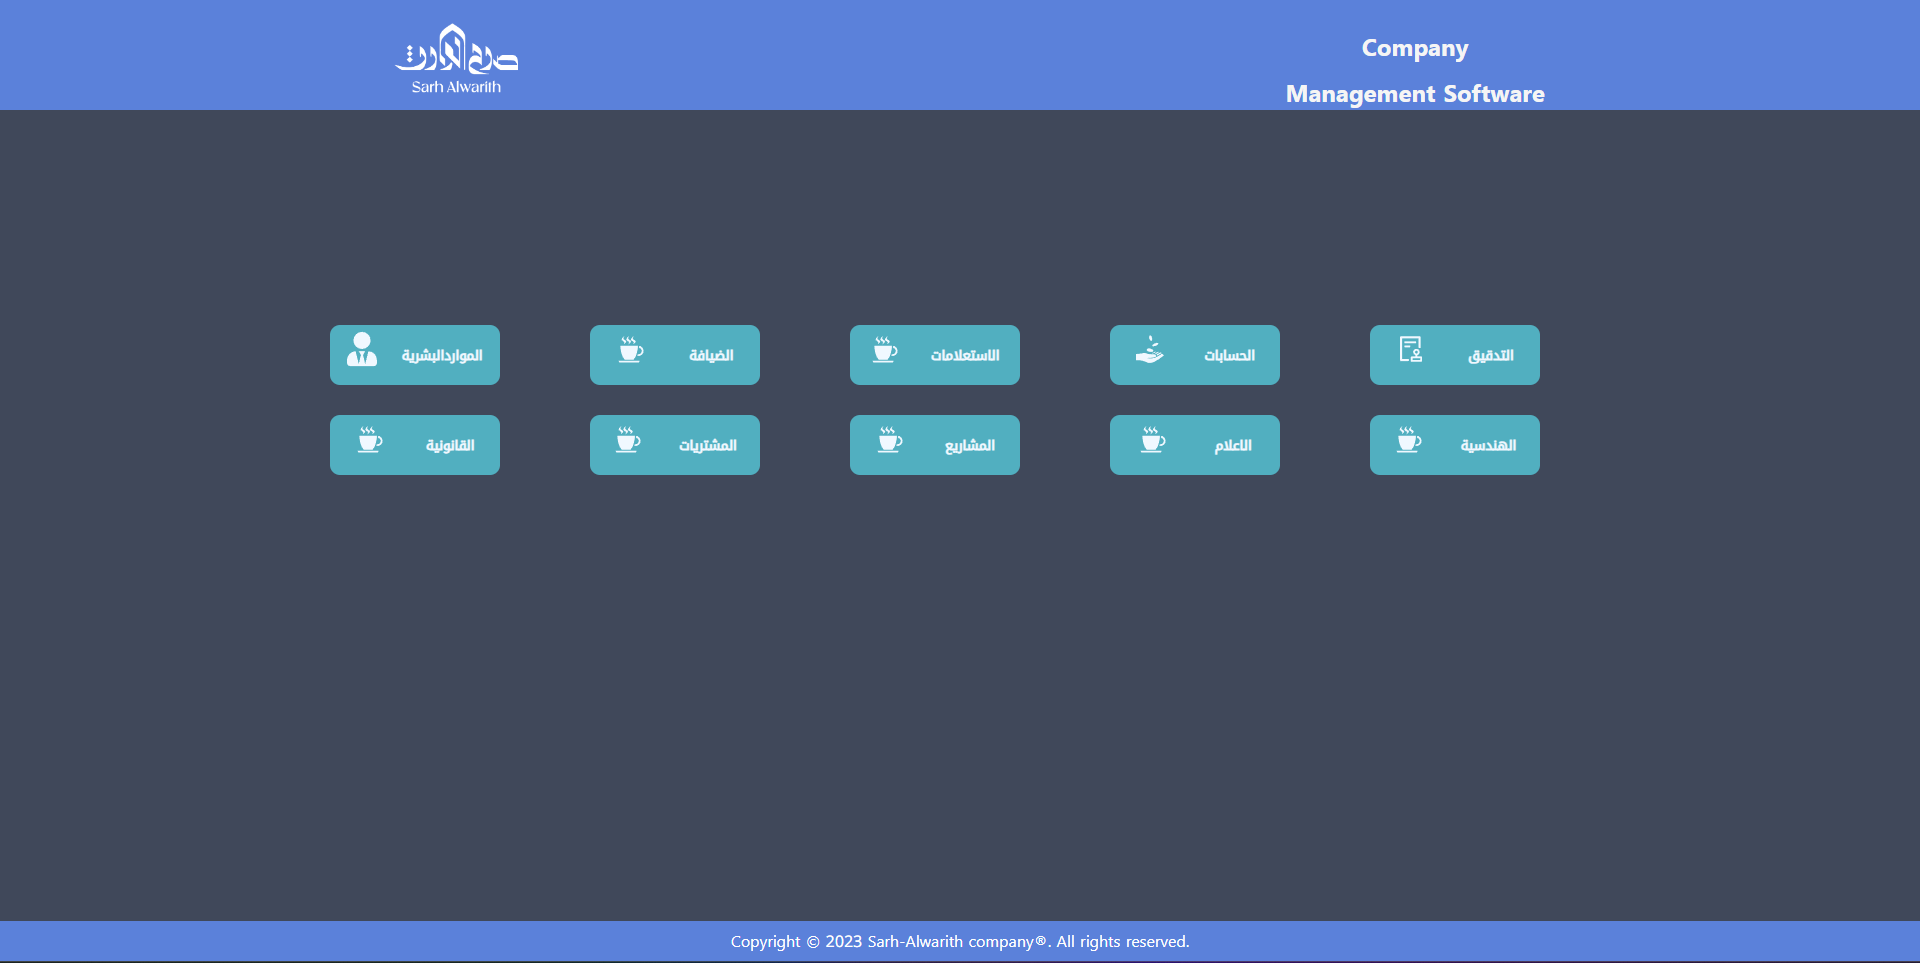 صرح الوارث
Sarh Alwarith
Company
Management Software
التدقيق
الحسابات
الاستعلامات
الضيافة
المواردالبشرية
الهندسية
الاعلام
المشاريع
المشتريات
القانونية
Copyright © 2023 Sarh-Alwarith company®. All rights reserved.